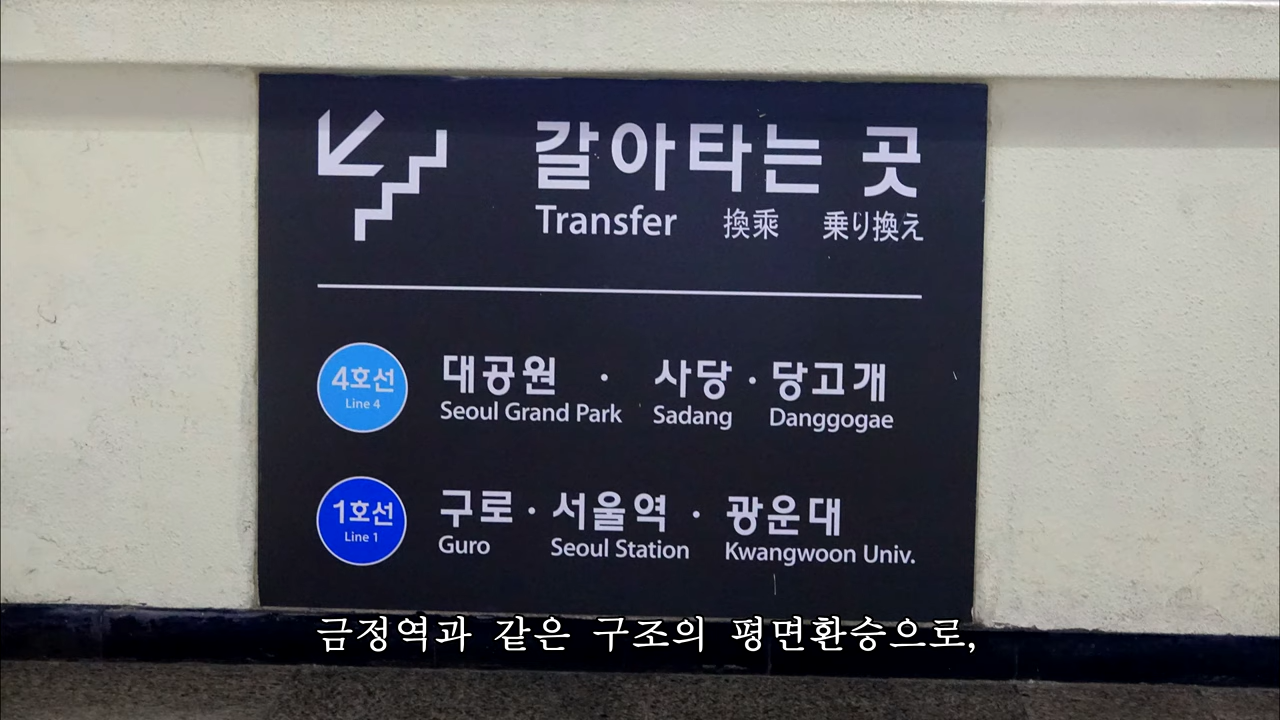 갈아타는 곳
Transfer 換乘 乗り換え
4호선 대공원 · 사당 · 당고개
Line 4 Seoul Grand Park Sadang Danggogae
1호선 구로 · 서울역 · 광운대
Line 1 Guro Seoul Station Kwangwoon Univ.
금정역과 같은 구조의 평면환승으로,